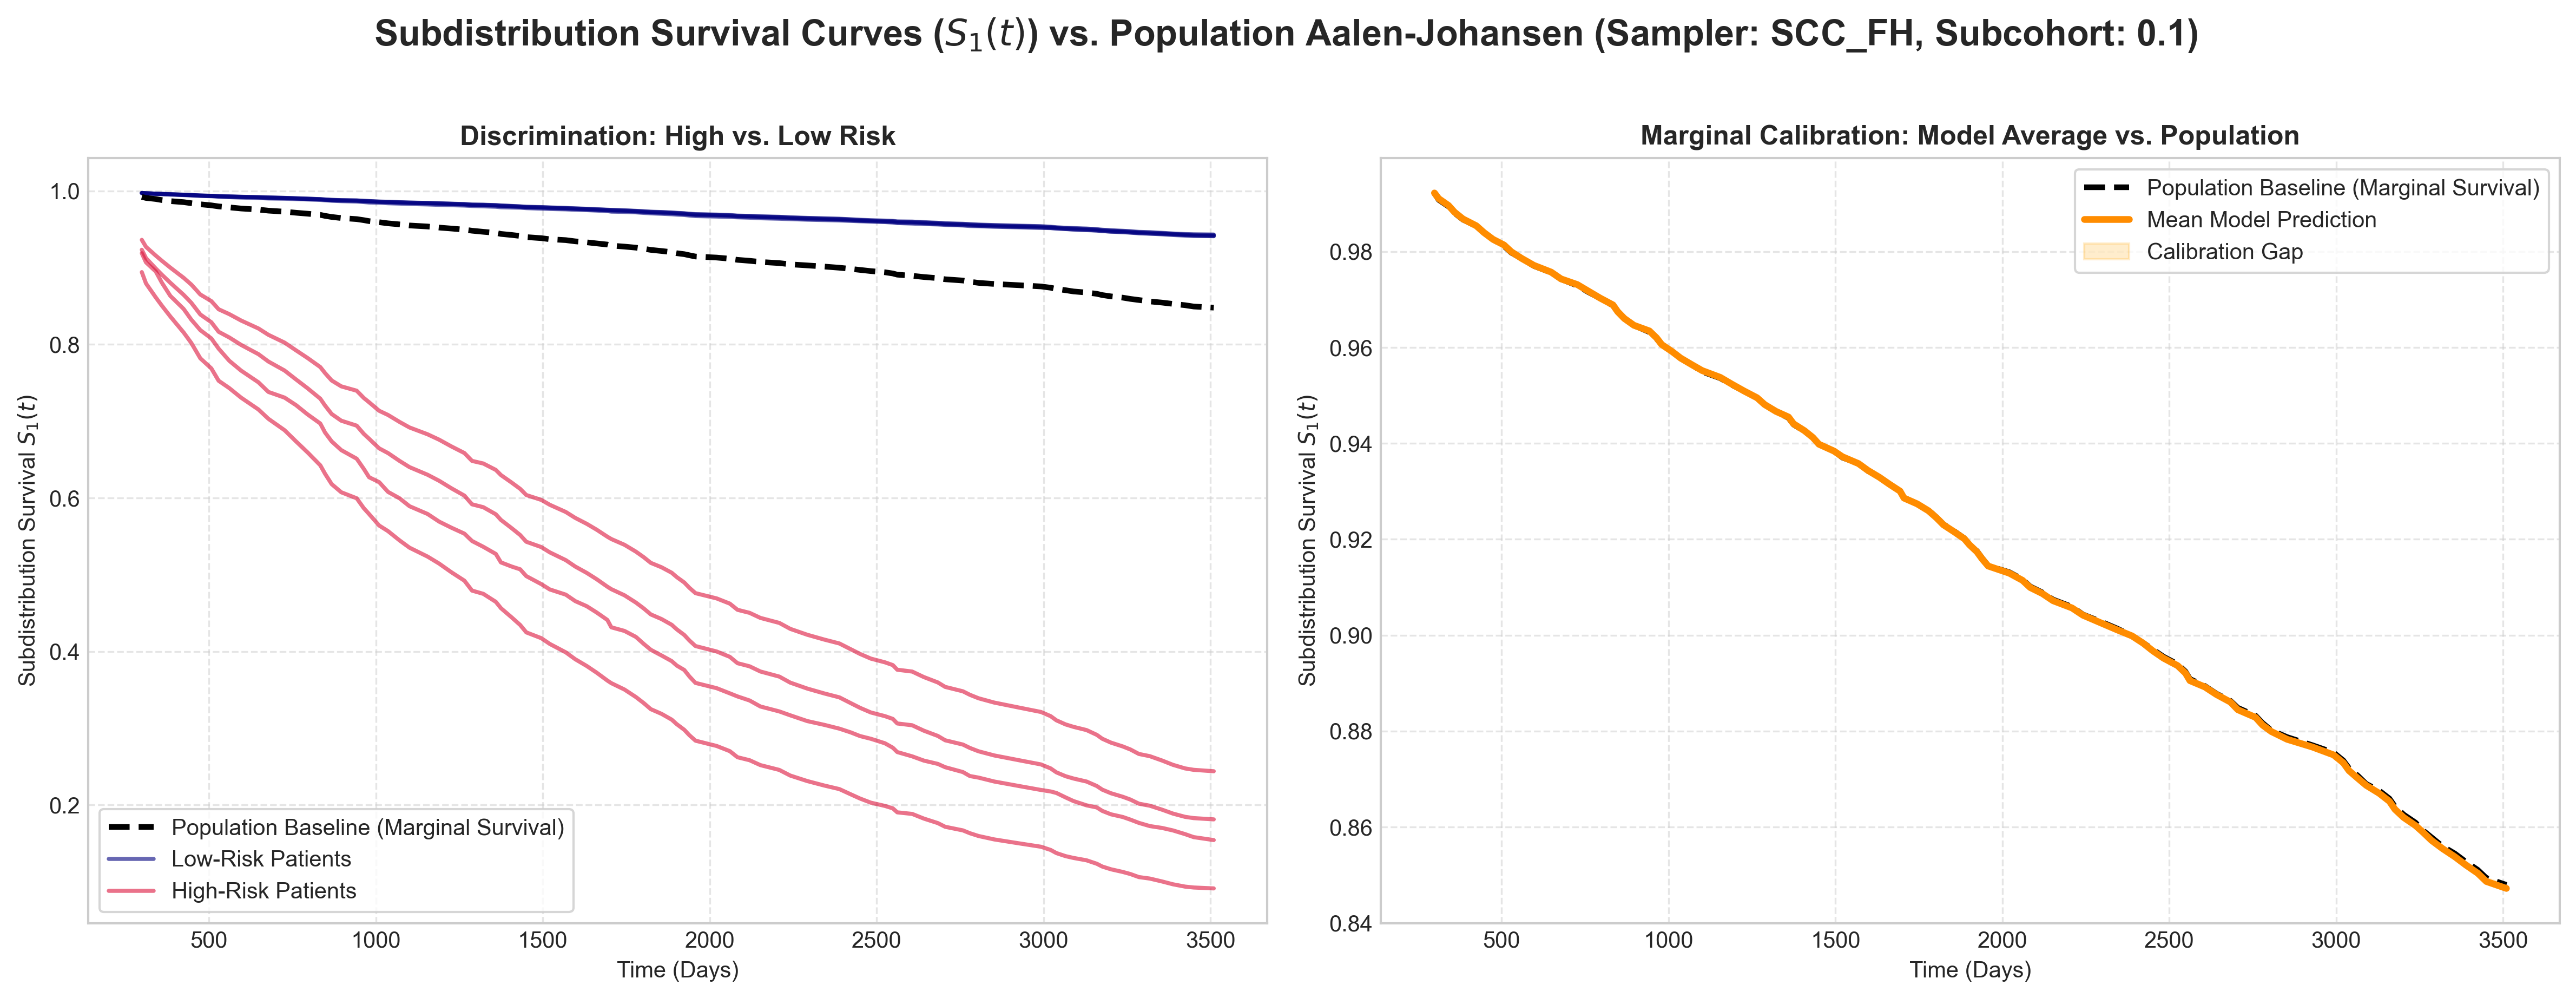 Subdistribution Survival Curves (S₁(t)) vs. Population Aalen-Johansen (Sampler: SCC_FH, Subcohort: 0.1)
Discrimination: High vs. Low Risk
Subdistribution Survival S₁(t)
1.0
0.8
0.6
0.4
0.2
Population Baseline (Marginal Survival)
Low-Risk Patients
High-Risk Patients
500 1000 1500 2000 2500 3000 3500
Time (Days)
Marginal Calibration: Model Average vs. Population
Subdistribution Survival S₁(t)
Population Baseline (Marginal Survival)
Mean Model Prediction
Calibration Gap
0.98
0.96
0.94
0.92
0.90
0.88
0.86
0.84
500 1000 1500 2000 2500 3000 3500
Time (Days)